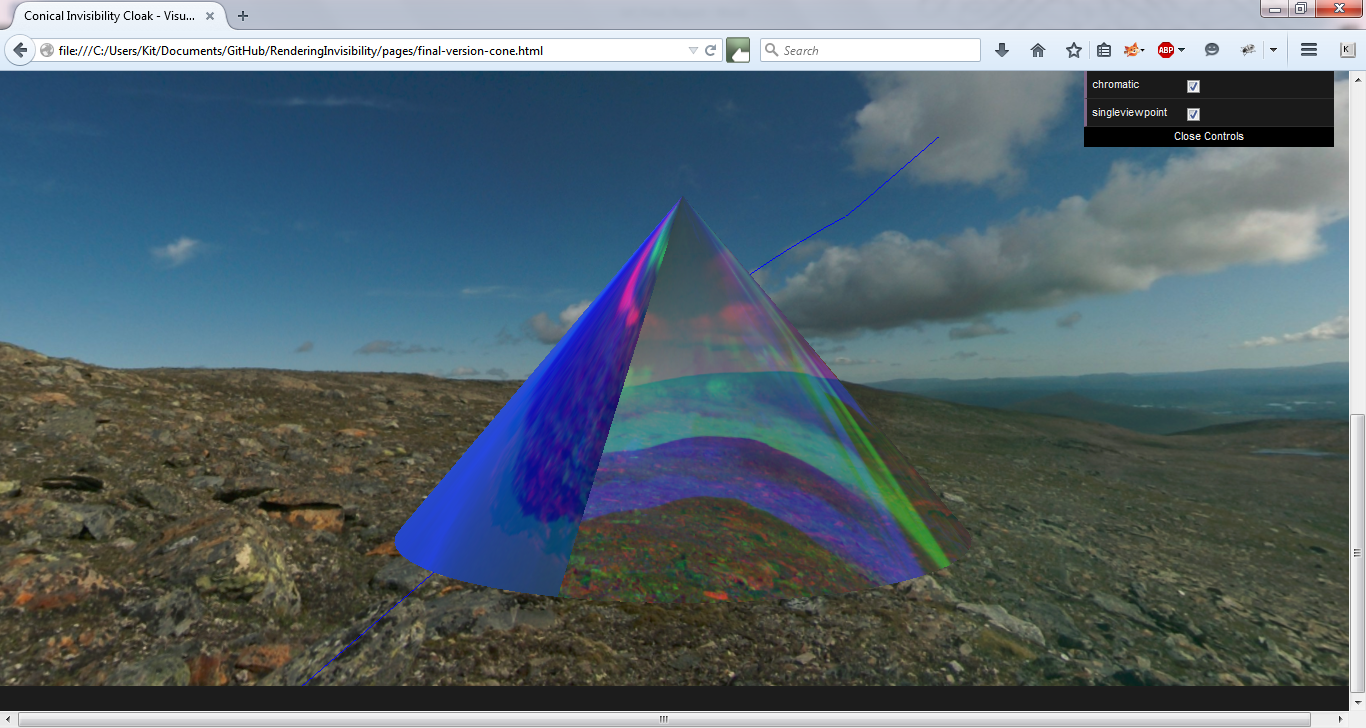 Conical Invisibility Cloak - Visu...
file:///C:/Users/Kit/Documents/GitHub/RenderingInvisibility/pages/final-version-cone.html
Search
ABP
K
chromatic
singleviewpoint
Close Controls